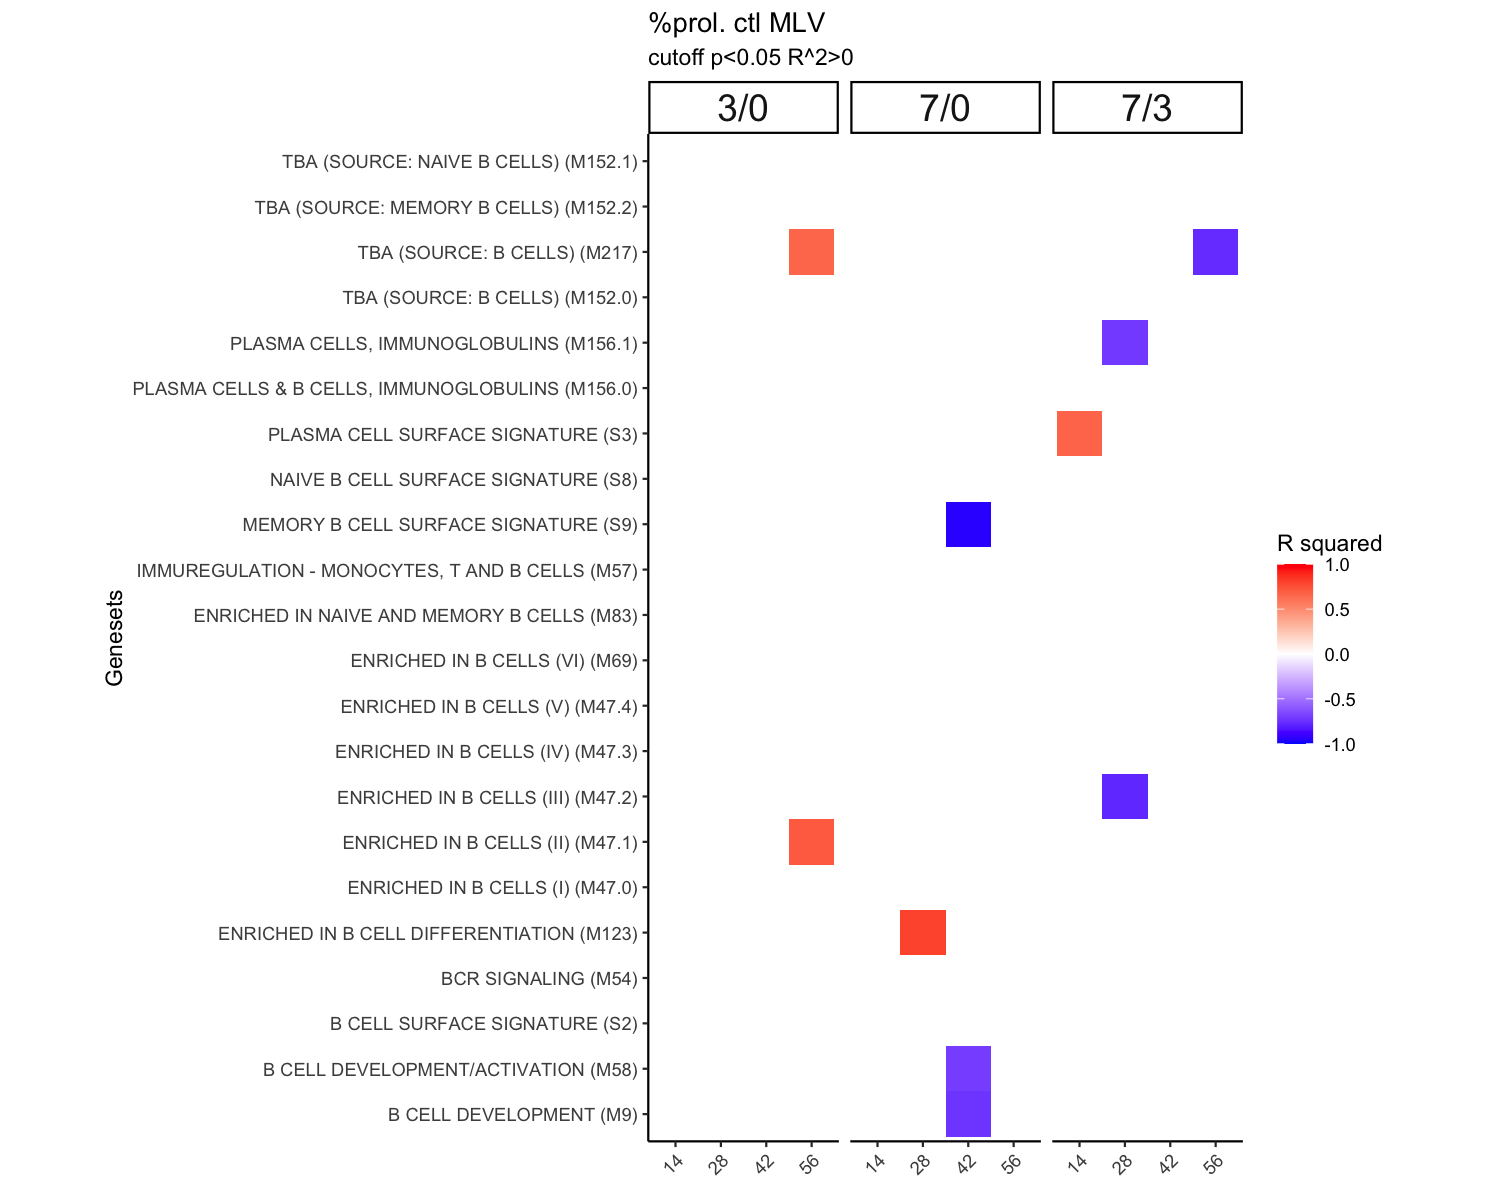 %prol. ctl MLV
cutoff p<0.05 R^2>0
3/0 7/0 7/3
TBA (SOURCE: NAIVE B CELLS) (M152.1)
TBA (SOURCE: MEMORY B CELLS) (M152.2)
TBA (SOURCE: B CELLS) (M217)
TBA (SOURCE: B CELLS) (M152.0)
PLASMA CELLS, IMMUNOGLOBULINS (M156.1)
PLASMA CELLS & B CELLS, IMMUNOGLOBULINS (M156.0)
PLASMA CELL SURFACE SIGNATURE (S3)
NAIVE B CELL SURFACE SIGNATURE (S8)
MEMORY B CELL SURFACE SIGNATURE (S9)
IMMUREGULATION - MONOCYTES, T AND B CELLS (M57)
ENRICHED IN NAIVE AND MEMORY B CELLS (M83)
ENRICHED IN B CELLS (VI) (M69)
ENRICHED IN B CELLS (V) (M47.4)
ENRICHED IN B CELLS (IV) (M47.3)
ENRICHED IN B CELLS (III) (M47.2)
ENRICHED IN B CELLS (II) (M47.1)
ENRICHED IN B CELLS (I) (M47.0)
ENRICHED IN B CELL DIFFERENTIATION (M123)
BCR SIGNALING (M54)
B CELL SURFACE SIGNATURE (S2)
B CELL DEVELOPMENT/ACTIVATION (M58)
B CELL DEVELOPMENT (M9)
Genesets
14 28 42 56 14 28 42 56 14 28 42 56
R squared
1.0
0.5
0.0
-0.5
-1.0